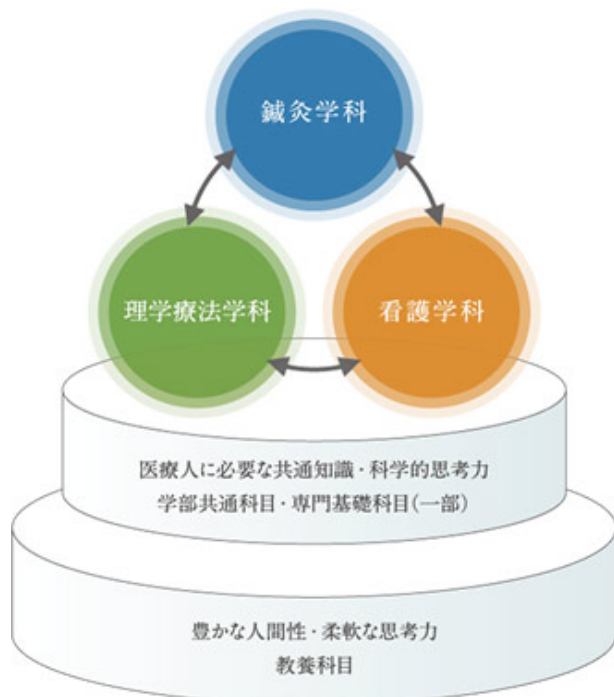 鍼灸学科
理学療法学科
看護学科
医療人に必要な共通知識・科学的思考力
学部共通科目・専門基礎科目(一部)
豊かな人間性・柔軟な思考力
教養科目